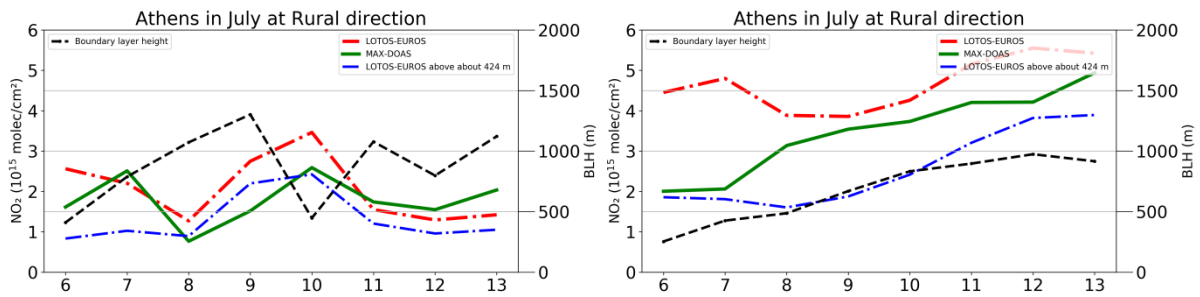 Athens in July at Rural direction
6
5
4
3
2
1
0
NO₂ (10¹⁵ molec/cm²)
Boundary layer height
LOTOS-EUROS
MAX-DOAS
LOTOS-EUROS above about 424 m
2000
1500
1000
500
0
BLH (m)
6 7 8 9 10 11 12 13
Athens in July at Rural direction
6
5
4
3
2
1
0
NO₂ (10¹⁵ molec/cm²)
Boundary layer height
LOTOS-EUROS
MAX-DOAS
LOTOS-EUROS above about 424 m
2000
1500
1000
500
0
BLH (m)
6 7 8 9 10 11 12 13